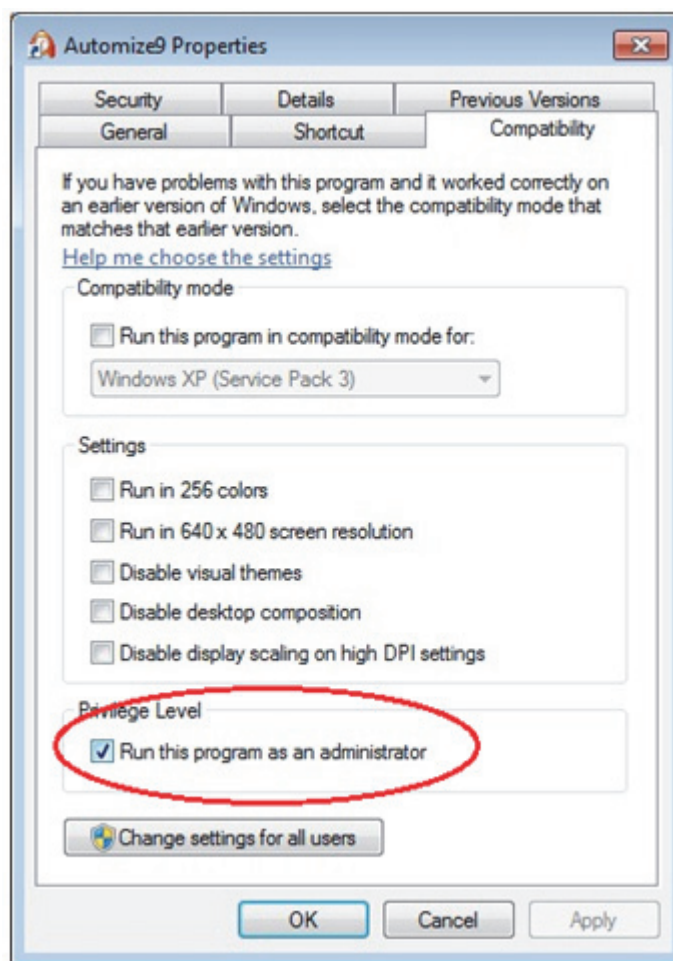 Automize9 Properties
Security Details Previous Versions
General Shortcut Compatibility
If you have problems with this program and it worked correctly on
an earlier version of Windows, select the compatibility mode that
matches that earlier version.
Help me choose the settings
Compatibility mode
Run this program in compatibility mode for:
Windows XP (Service Pack 3)
Settings
Run in 256 colors
Run in 640 x 480 screen resolution
Disable visual themes
Disable desktop composition
Disable display scaling on high DPI settings
Privilege Level
Run this program as an administrator
Change settings for all users
OK Cancel Apply